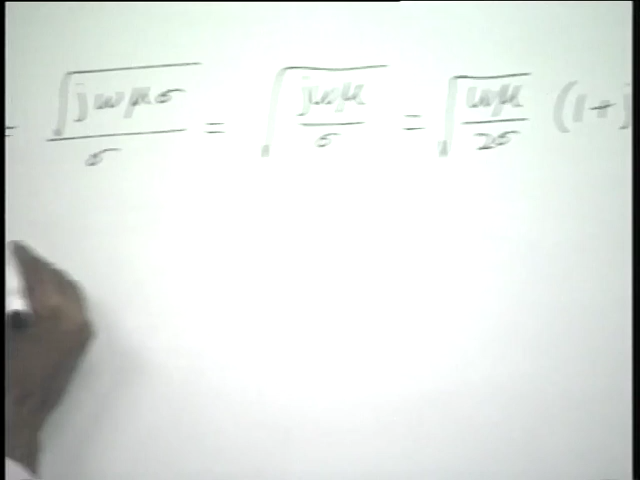 = √(jωμσ)/σ = √(jωμ/σ) = √(ωμ/2σ) (1+j